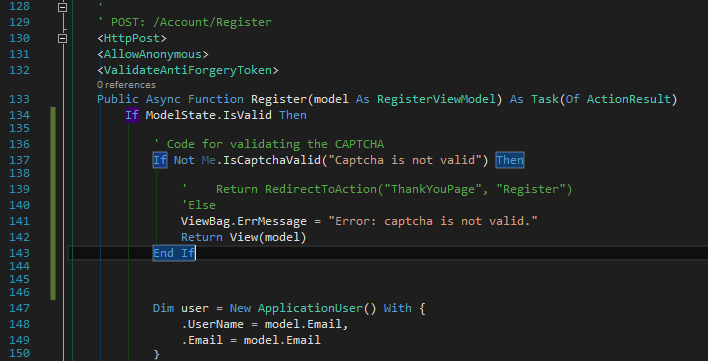 128 '
129 ' POST: /Account/Register
130 <HttpPost>
131 <AllowAnonymous>
132 <ValidateAntiForgeryToken>
0 references
133 Public Async Function Register(model As RegisterViewModel) As Task(Of ActionResult)
134 If ModelState.IsValid Then
135
136 ' Code for validating the CAPTCHA
137 If Not Me.IsCaptchaValid("Captcha is not valid") Then
138
139 '    Return RedirectToAction("ThankYouPage", "Register")
140 'Else
141 ViewBag.ErrMessage = "Error: captcha is not valid."
142 Return View(model)
143 End If
144
145
146
147 Dim user = New ApplicationUser() With {
148 .UserName = model.Email,
149 .Email = model.Email
150 }